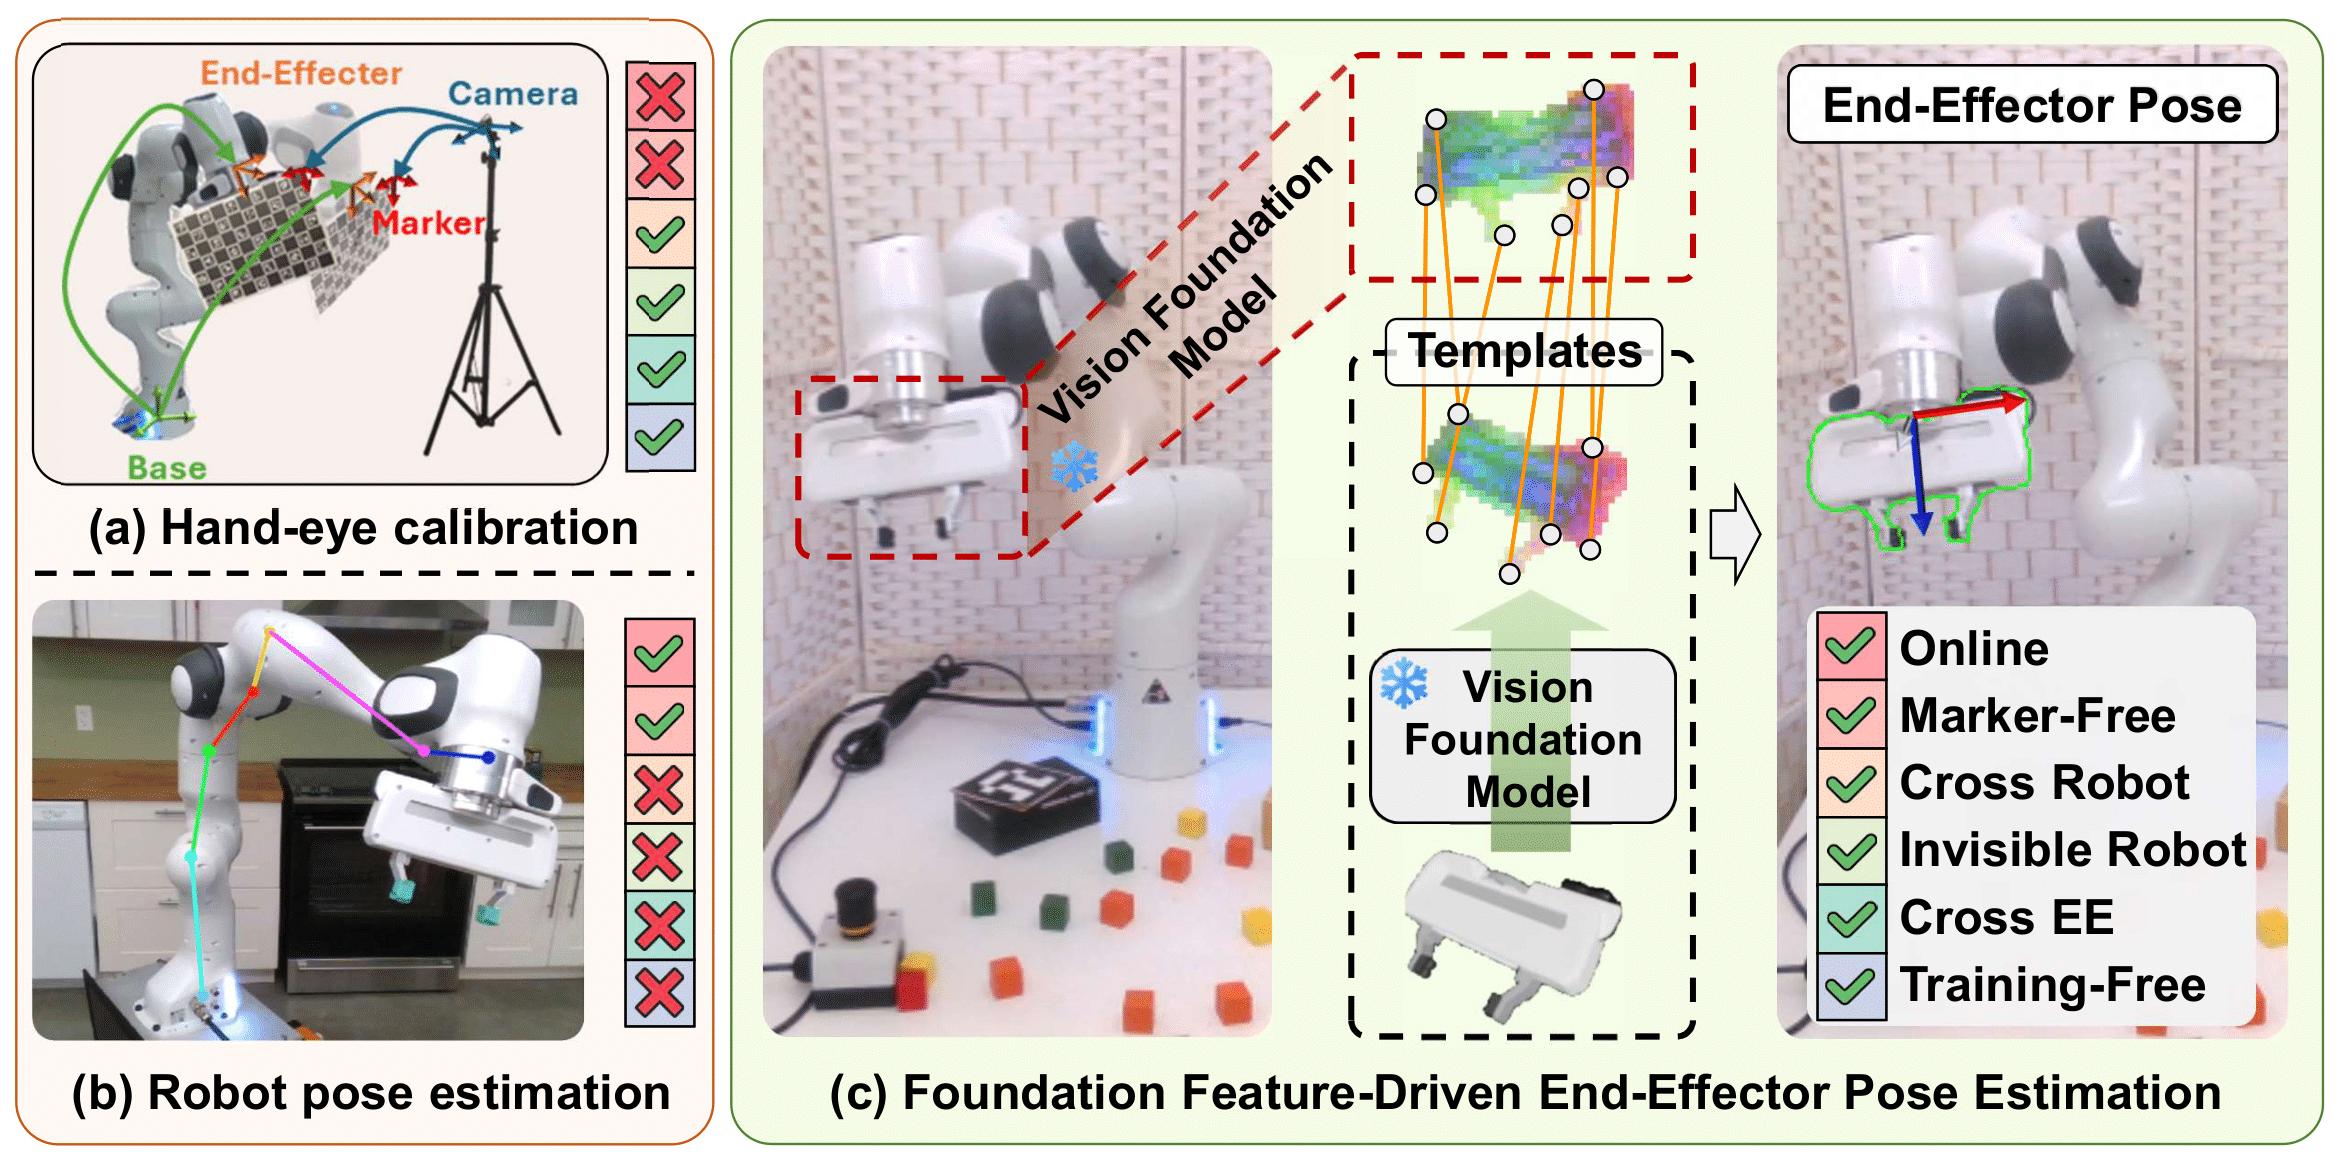 End-Effecter
Camera
Marker
Base
(a) Hand-eye calibration
(b) Robot pose estimation
Vision Foundation
Model
Templates
Vision
Foundation
Model
End-Effector Pose
Online
Marker-Free
Cross Robot
Invisible Robot
Cross EE
Training-Free
(c) Foundation Feature-Driven End-Effector Pose Estimation